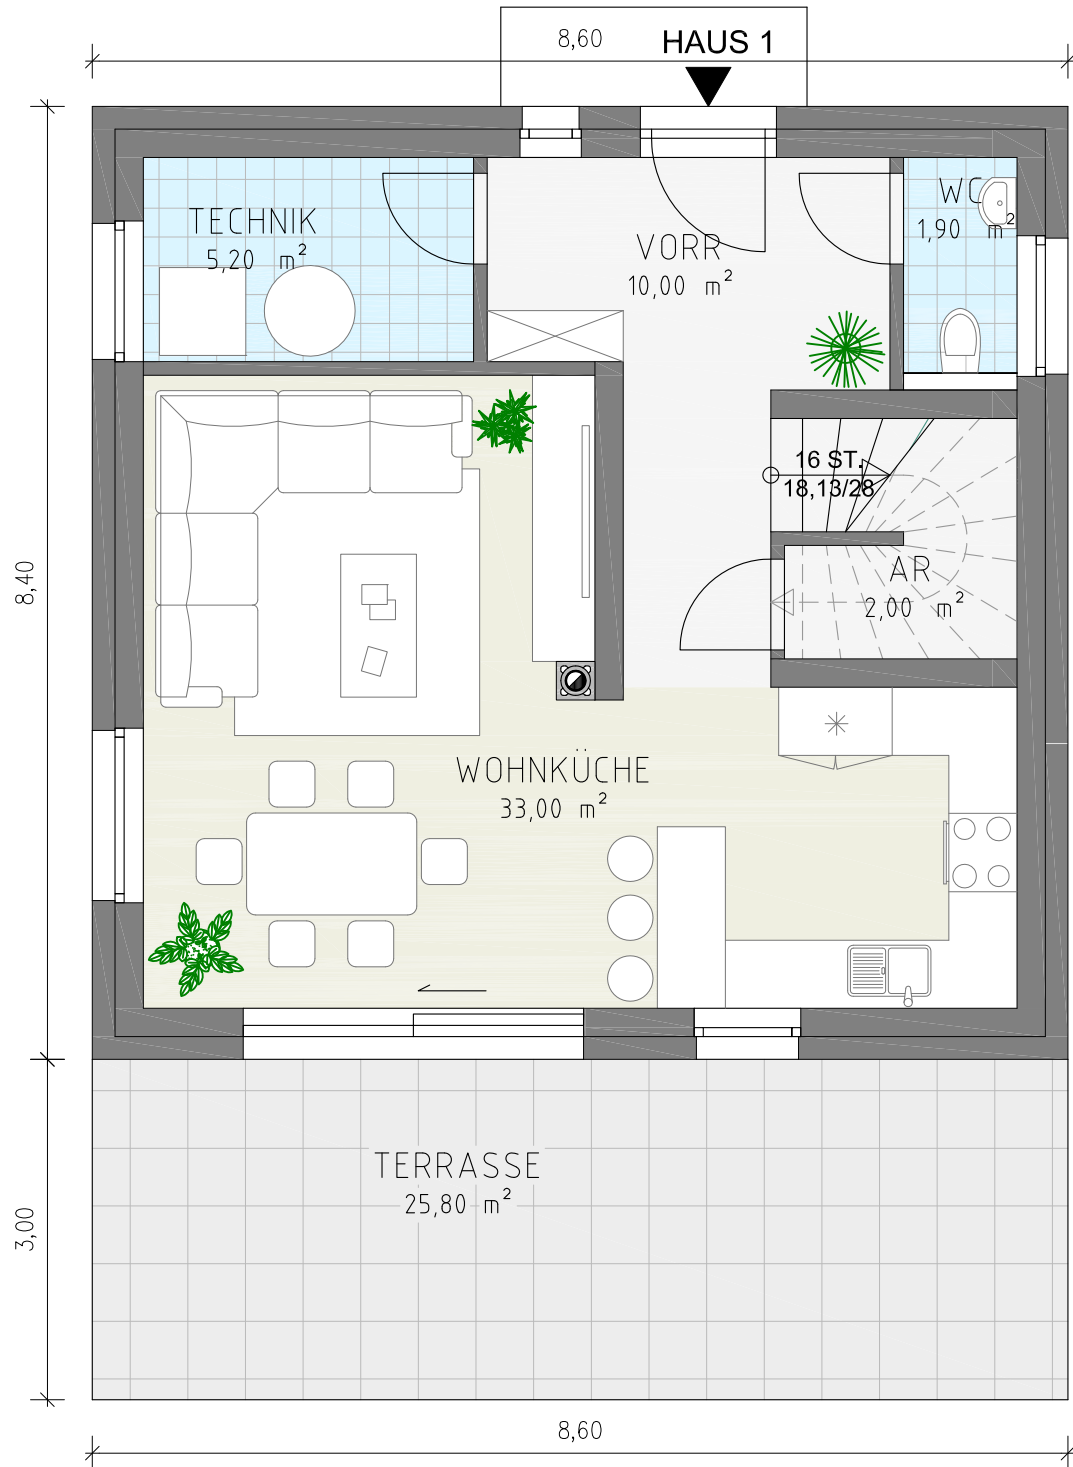 8,60
HAUS 1
TECHNIK
5,20 m²
VORR
10,00 m²
WC
1,90 m²
16 ST.
18,13/28
8,40
AR
2,00 m²
WOHNKÜCHE
33,00 m²
TERRASSE
25,80 m²
3,00
8,60